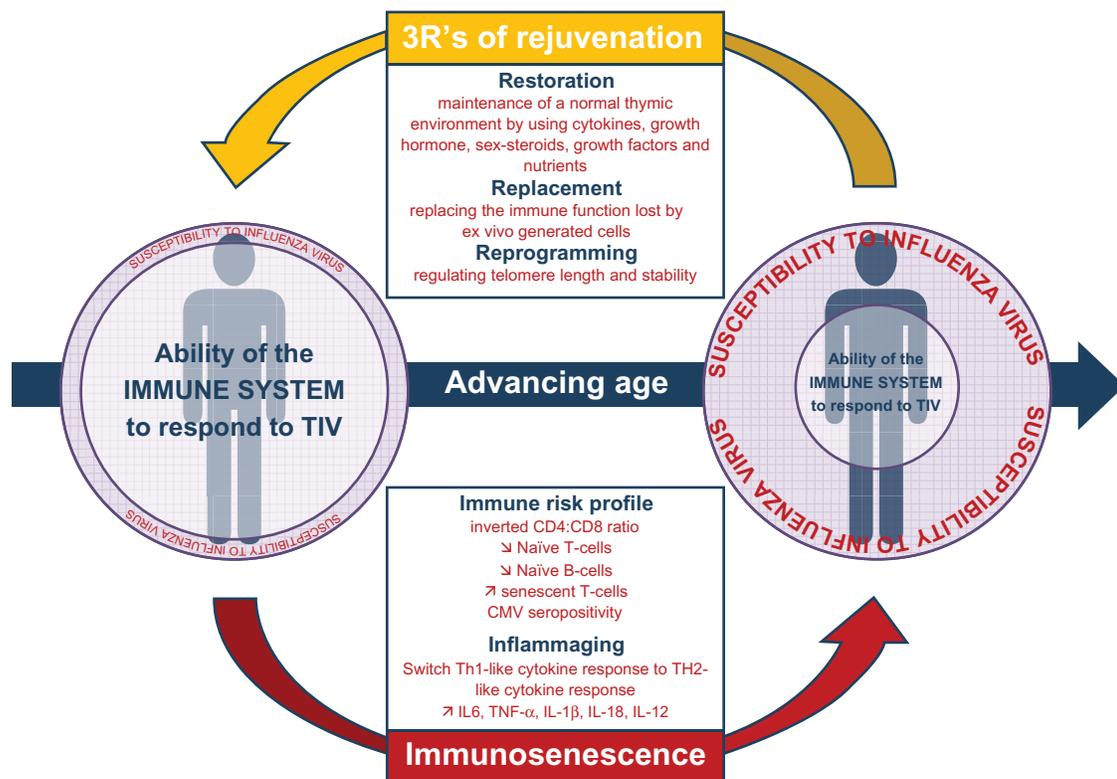 3R's of rejuvenation
Restoration
maintenance of a normal thymic
environment by using cytokines, growth
hormone, sex-steroids, growth factors and
nutrients
Replacement
replacing the immune function lost by
ex vivo generated cells
Reprogramming
regulating telomere length and stability
SUSCEPTIBILITY TO INFLUENZA VIRUS
Ability of the
IMMUNE SYSTEM
to respond to TIV
SUSCEPTIBILITY TO INFLUENZA VIRUS
Advancing age
SUSCEPTIBILITY TO INFLUENZA VIRUS
Ability of the
IMMUNE SYSTEM
to respond to TIV
SUSCEPTIBILITY TO INFLUENZA VIRUS
Immune risk profile
inverted CD4:CD8 ratio
↘ Naïve T-cells
↘ Naïve B-cells
↗ senescent T-cells
CMV seropositivity
Inflammaging
Switch Th1-like cytokine response to TH2-
like cytokine response
↗ IL6, TNF-α, IL-1β, IL-18, IL-12
Immunosenescence